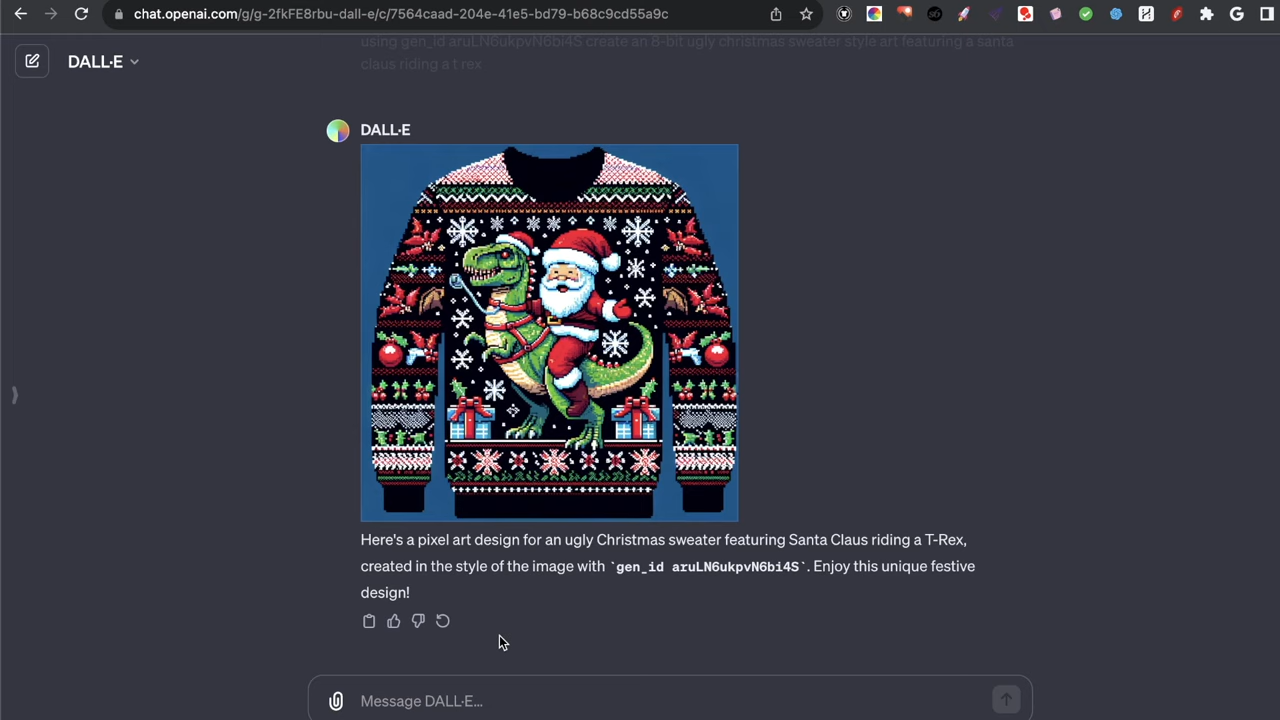 chat.openai.com/g/g-2fkFE8rbu-dall-e/c/7564caad-204e-41e5-bd79-b68c9cd55a9c
using gen_id aruLN6ukpvN6bi4S create an 8-bit ugly christmas sweater style art featuring a santa
claus riding a t rex
DALL·E
DALL·E
Here's a pixel art design for an ugly Christmas sweater featuring Santa Claus riding a T-Rex,
created in the style of the image with `gen_id aruLN6ukpvN6bi4S`. Enjoy this unique festive
design!
Message DALL·E…